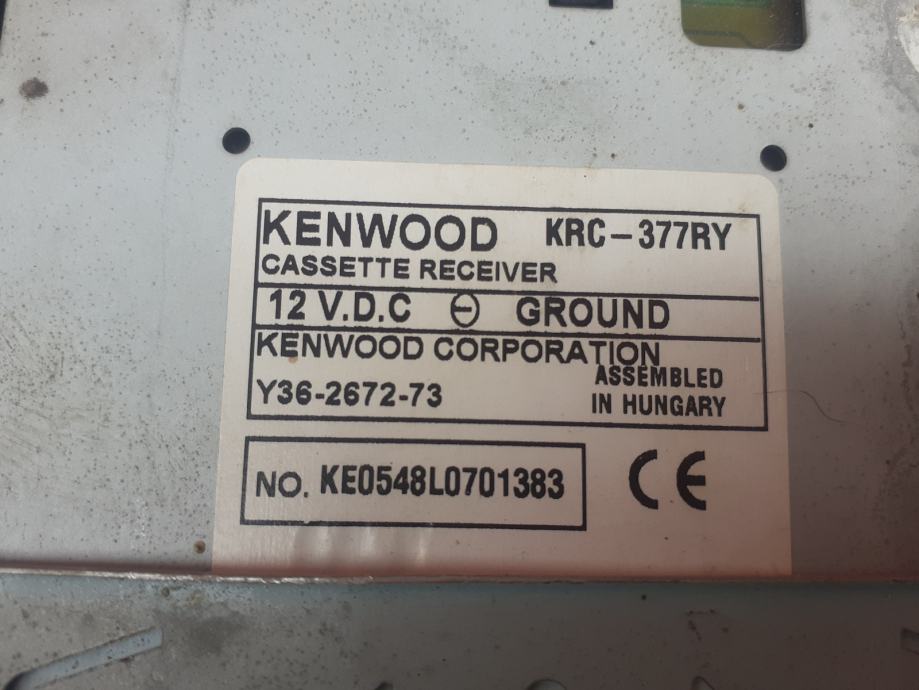 KENWOOD KRC-377RY
CASSETTE RECEIVER
12 V.D.C ⊖ GROUND
KENWOOD CORPORATION
ASSEMBLED
Y36-2672-73 IN HUNGARY
NO. KE0548L0701383 CE